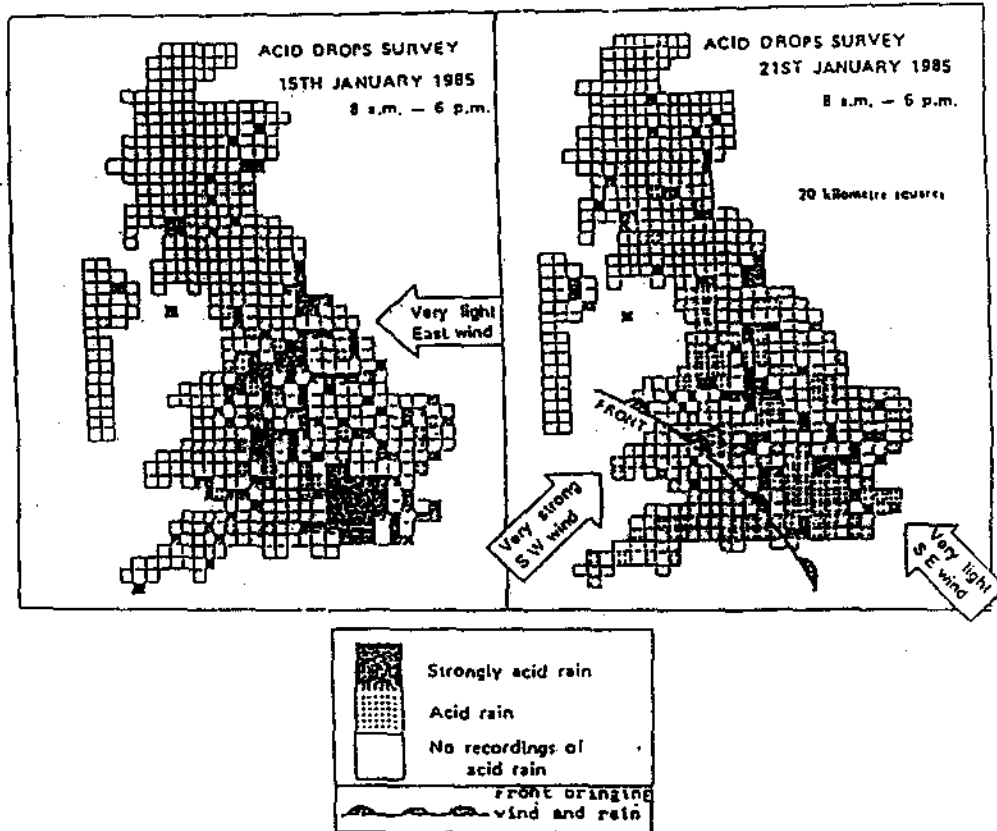 ACID DROPS SURVEY
15TH JANUARY 1985
8 a.m. — 6 p.m.
Very light
East wind
ACID DROPS SURVEY
21ST JANUARY 1985
8 a.m. — 6 p.m.
20 kilometre squares
FRONT
Very strong
S W wind
Very light
S E wind
Strongly acid rain
Acid rain
No recordings of
acid rain
Front bringing
wind and rain